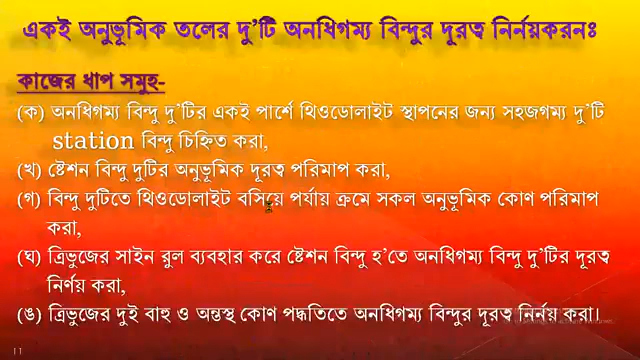 একই অনুভূমিক তলের দু'টি অনধিগম্য বিন্দুর দূরত্ব নির্নয়করনঃ
কাজের ধাপ সমুহ-
(ক) অনধিগম্য বিন্দু দু'টির একই পার্শে থিওডোলাইট স্থাপনের জন্য সহজগম্য দু'টি
station বিন্দু চিহ্নিত করা,
(খ) ষ্টেশন বিন্দু দুটির অনুভূমিক দূরত্ব পরিমাপ করা,
(গ) বিন্দু দুটিতে থিওডোলাইট বসিয়ে পর্যায় ক্রমে সকল অনুভূমিক কোণ পরিমাপ
করা,
(ঘ) ত্রিভুজের সাইন রুল ব্যবহার করে ষ্টেশন বিন্দু হ'তে অনধিগম্য বিন্দু দু'টির দূরত্ব
নির্ণয় করা,
(ঙ) ত্রিভুজের দুই বাহু ও অন্তস্থ কোণ পদ্ধতিতে অনধিগম্য বিন্দুর দূরত্ব নির্নয় করা।
11